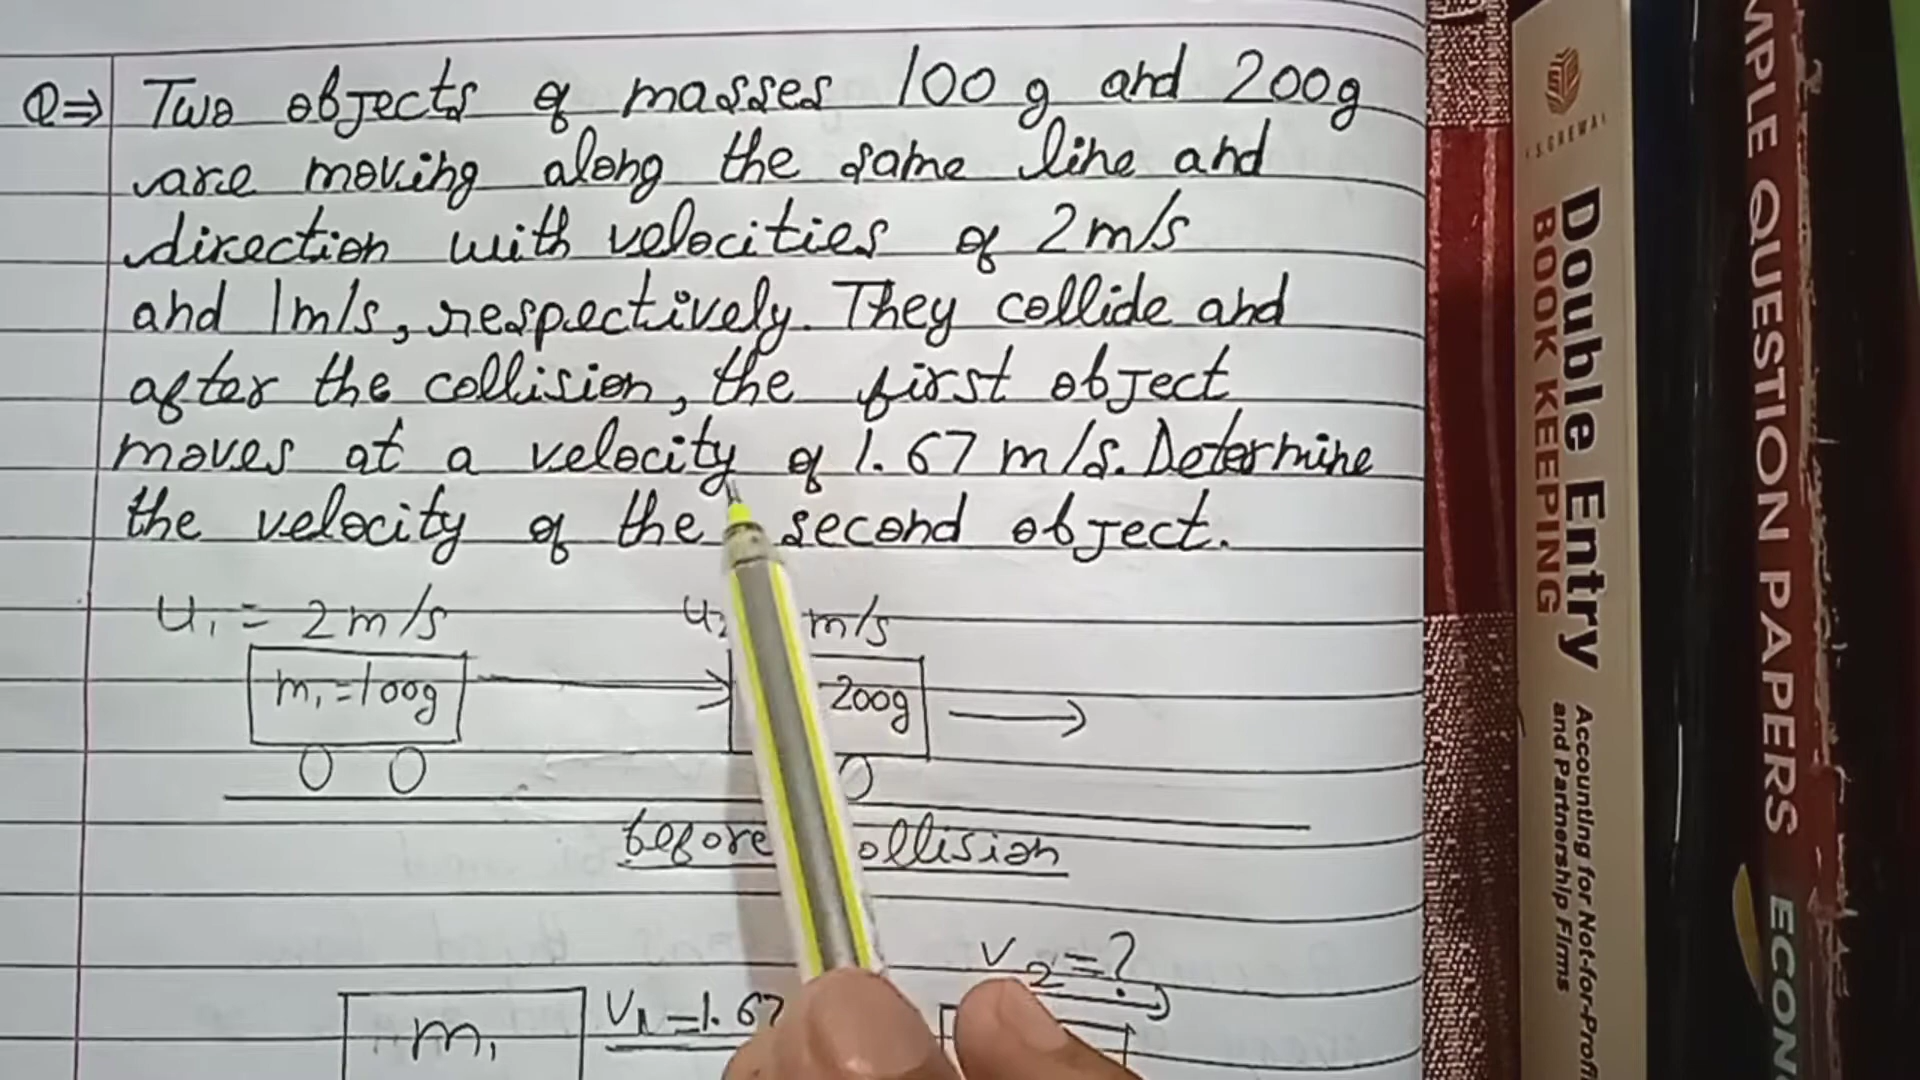 Q⇒ Two objects of masses 100 g and 200g
are moving along the same line and
direction with velocities of 2m/s
and 1m/s, respectively. They collide and
after the collision, the first object
moves at a velocity of 1.67 m/s. Determine
the velocity of the second object.
u₁ = 2m/s
u₂ m/s
m₁=100g
200g
before ollision
v₂=?
v₁=1.67
m₁
Double Entry
BOOK KEEPING
Accounting for Not-for-Profi
and Partnership Firms
MPLE QUESTION PAPERS
ECON